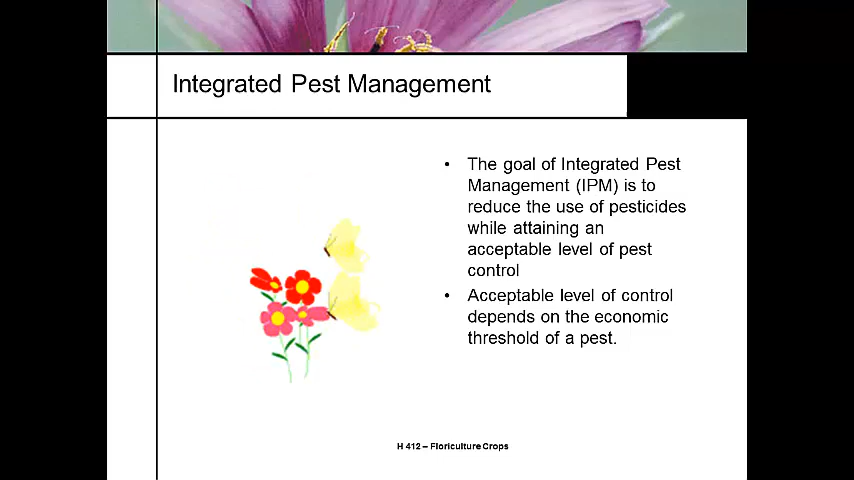 Integrated Pest Management
• The goal of Integrated Pest
Management (IPM) is to
reduce the use of pesticides
while attaining an
acceptable level of pest
control
• Acceptable level of control
depends on the economic
threshold of a pest.
H 412 – Floriculture Crops